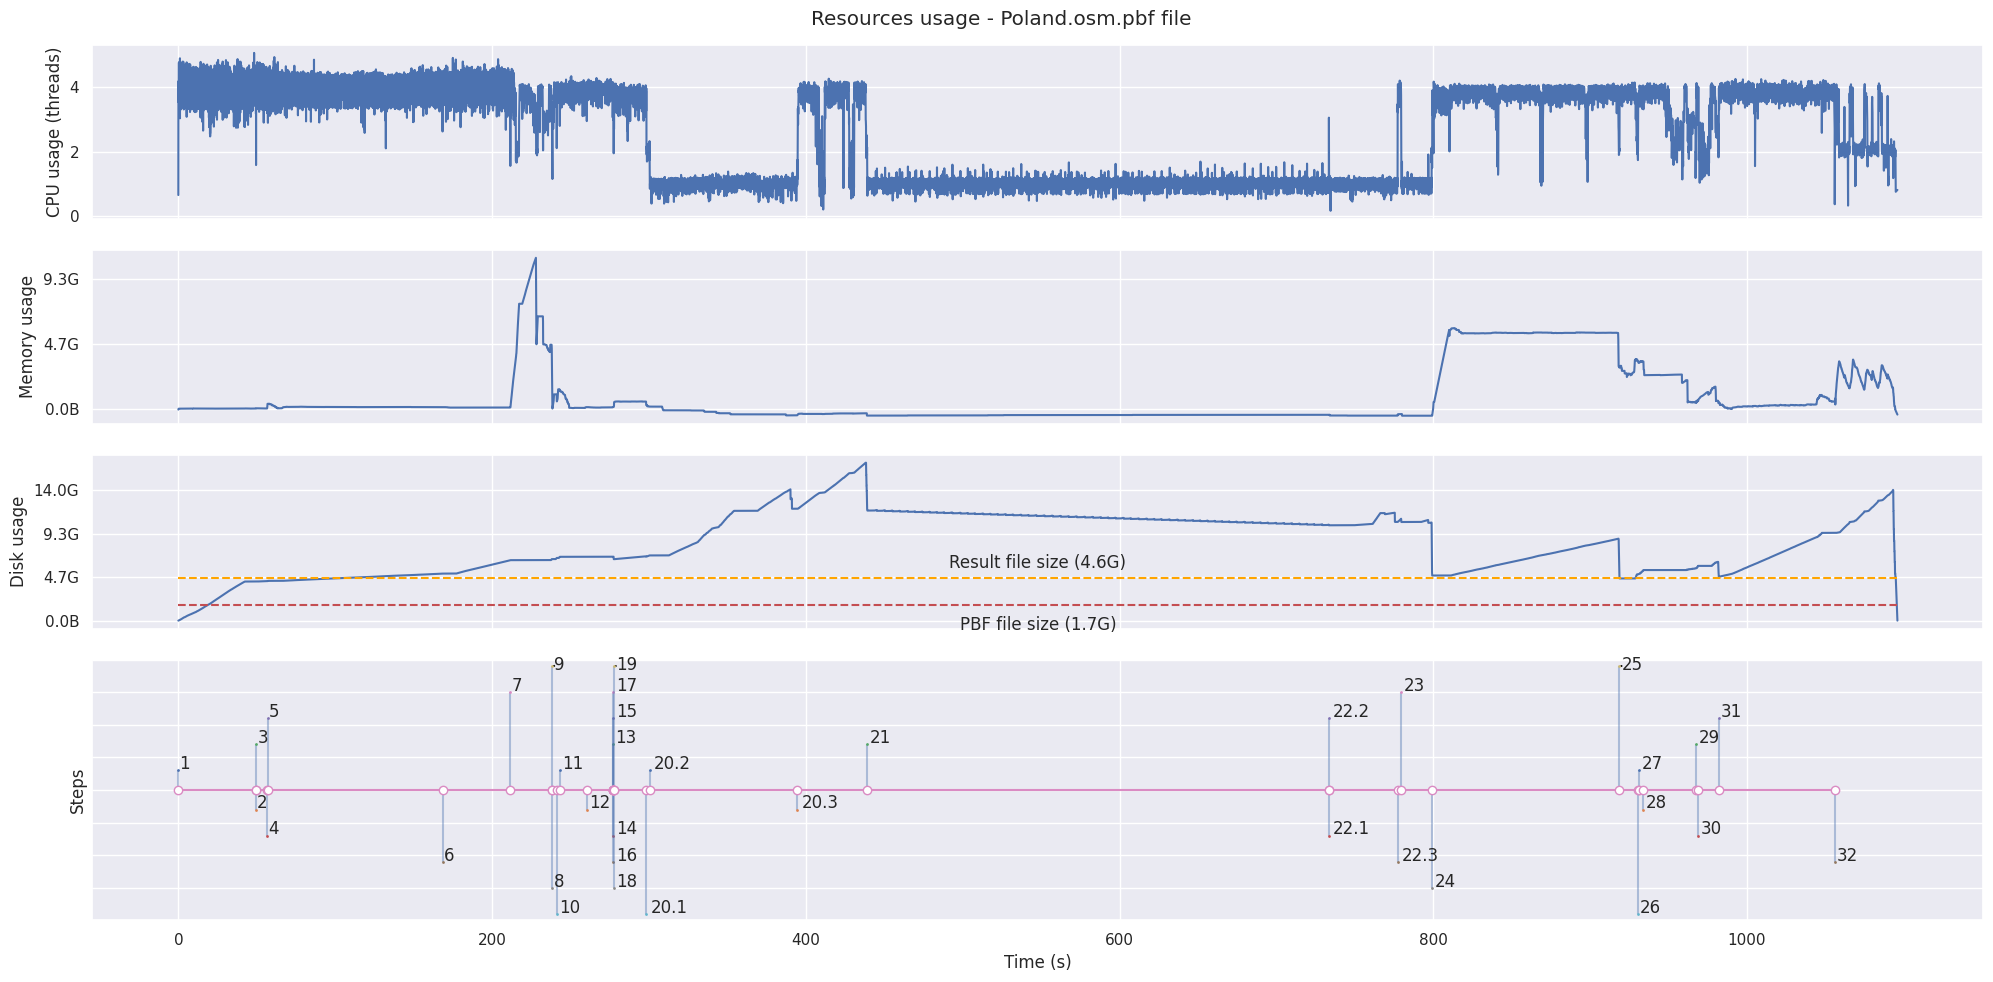 Resources usage - Poland.osm.pbf file
CPU usage (threads)
4
2
0
Memory usage
9.3G
4.7G
0.0B
Disk usage
14.0G
9.3G
4.7G
0.0B
Result file size (4.6G)
PBF file size (1.7G)
Steps
9 19 25
7 17 23
5 15 22.2 31
3 13 21 29
1 11 20.2 27
2 12 20.3 28
4 14 22.1 30
6 16 22.3 32
8 18 24
10 20.1 26
0 200 400 600 800 1000
Time (s)